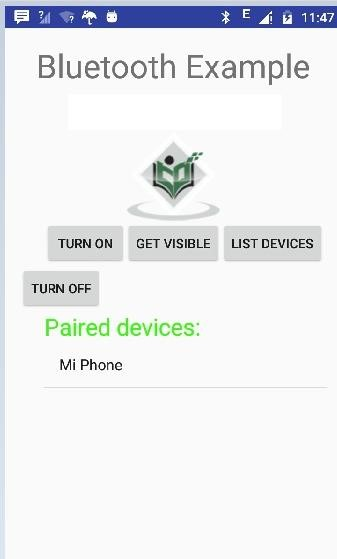 E 11:47
Bluetooth Example
TURN ON GET VISIBLE LIST DEVICES
TURN OFF
Paired devices:
Mi Phone